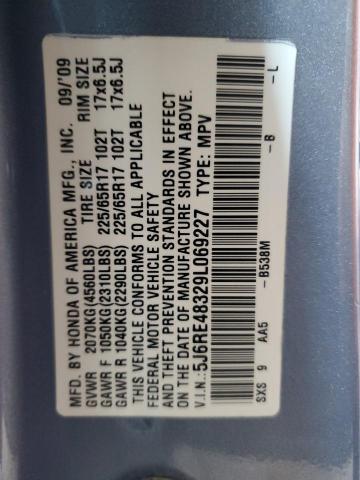 MFD. BY HONDA OF AMERICA MFG., INC. 09/'09
GVWR 2070KG(4560LBS) TIRE SIZE RIM SIZE
GAWR F 1050KG(2310LBS) 225/65R17 102T 17x6.5J
GAWR R 1040KG(2290LBS) 225/65R17 102T 17x6.5J
THIS VEHICLE CONFORMS TO ALL APPLICABLE
FEDERAL MOTOR VEHICLE SAFETY
AND THEFT PREVENTION STANDARDS IN EFFECT
ON THE DATE OF MANUFACTURE SHOWN ABOVE.
V.I.N.:5J6RE48329L069227 TYPE: MPV
SXS 9 AA5 -B538M -B -L